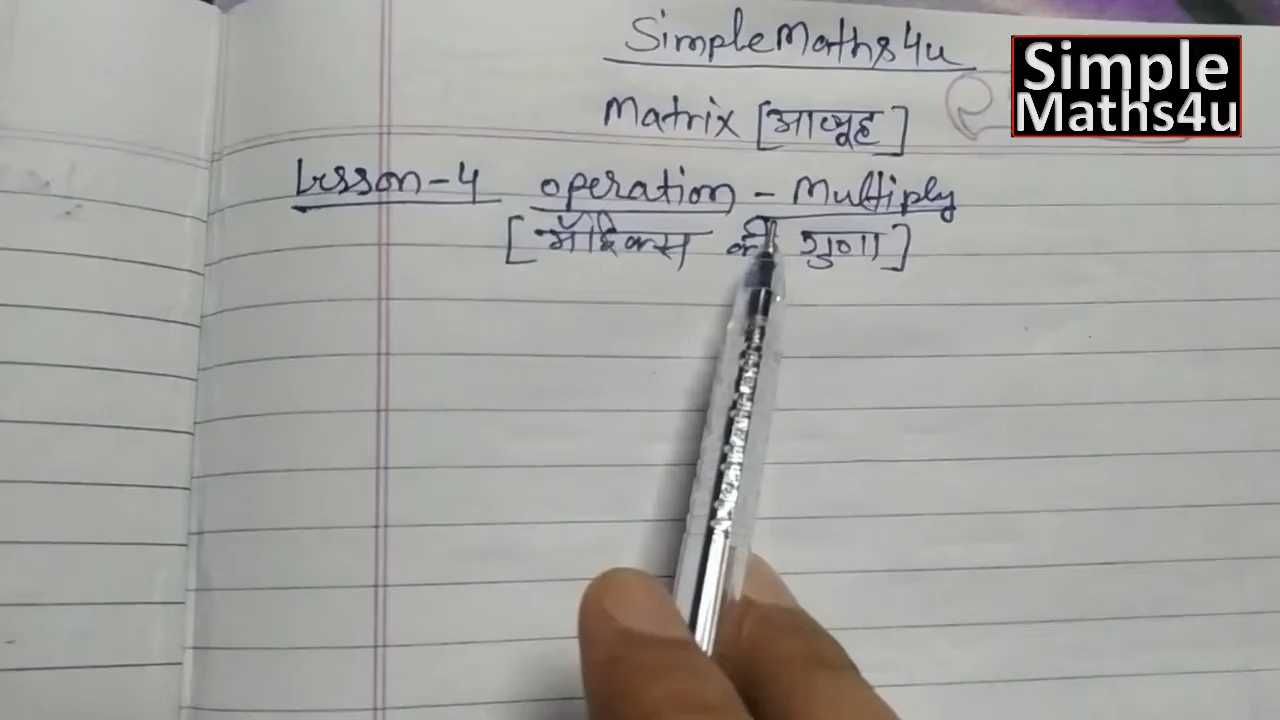 SimpleMaths4u
Simple
Maths4u
Matrix [आव्यूह]
Lesson-4 operation - Multiply
[मैट्रिक्स की गुणा]